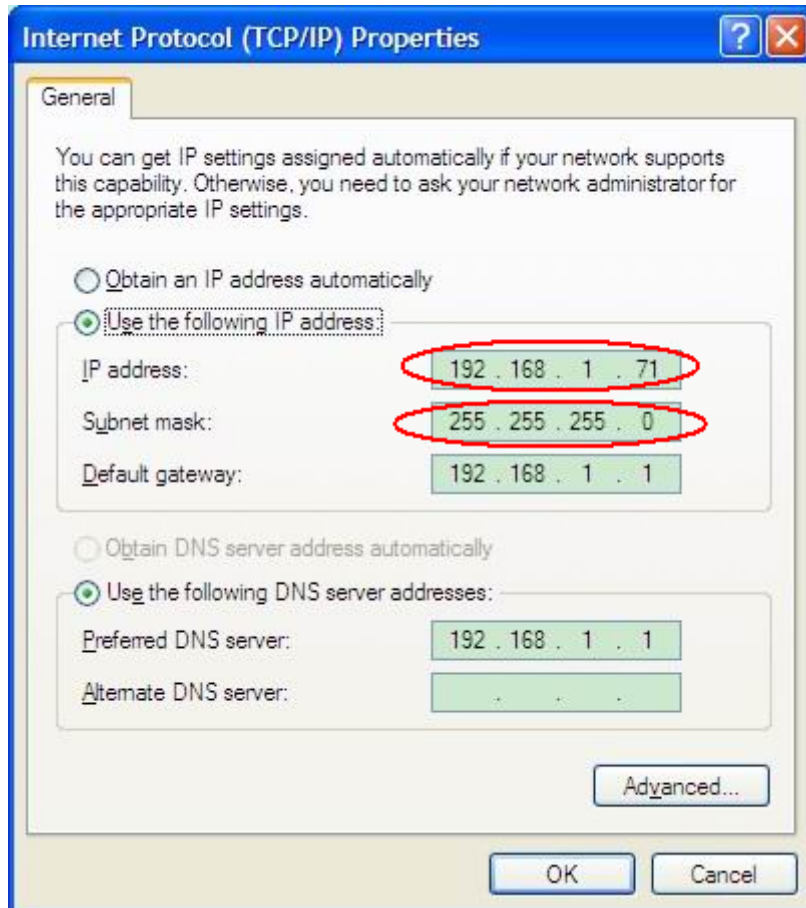 Internet Protocol (TCP/IP) Properties
?
General
You can get IP settings assigned automatically if your network supports
this capability. Otherwise, you need to ask your network administrator for
the appropriate IP settings.
Obtain an IP address automatically
Use the following IP address:
IP address: 192 . 168 . 1 . 71
Subnet mask: 255 . 255 . 255 . 0
Default gateway: 192 . 168 . 1 . 1
Obtain DNS server address automatically
Use the following DNS server addresses:
Preferred DNS server: 192 . 168 . 1 . 1
Alternate DNS server: . . .
Advanced...
OK Cancel